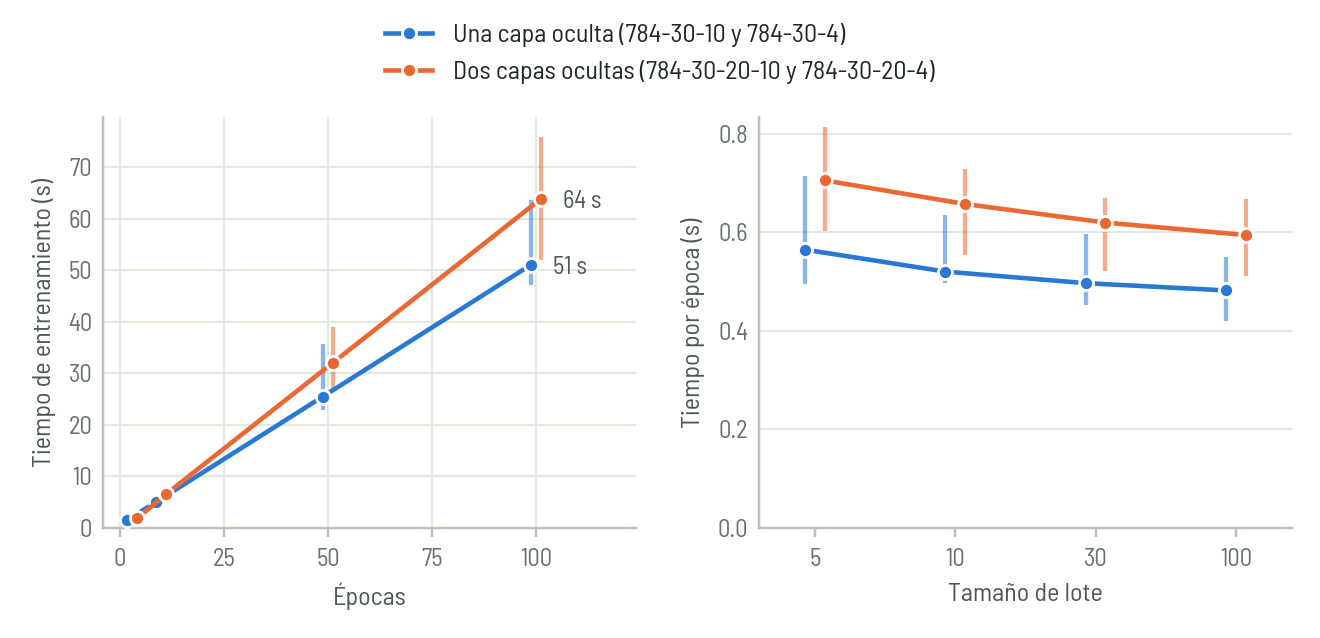 Una capa oculta (784-30-10 y 784-30-4)
Dos capas ocultas (784-30-20-10 y 784-30-20-4)
Tiempo de entrenamiento (s)
70
60
50
40
30
20
10
0
64 s
51 s
0 25 50 75 100
Épocas
Tiempo por época (s)
0.8
0.6
0.4
0.2
0.0
5 10 30 100
Tamaño de lote